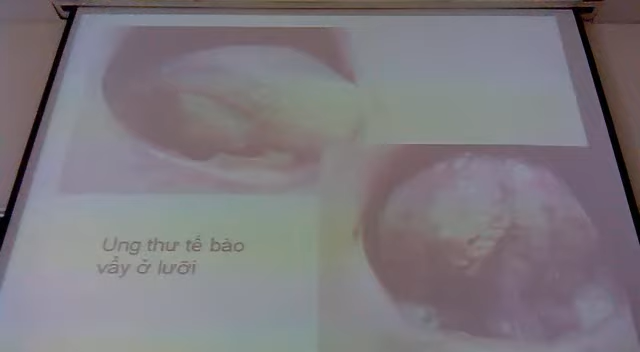 Ung thư tế bào
vẩy ở lưỡi